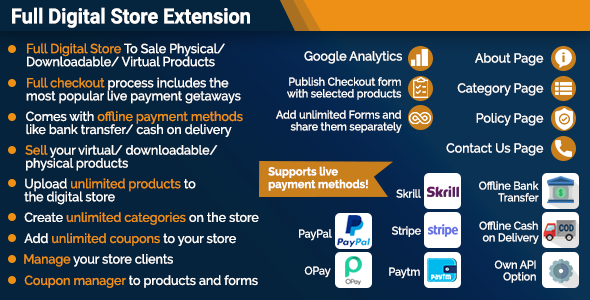 Full Digital Store Extension
Full Digital Store To Sale Physical/
Downloadable/ Virtual Products
Full checkout process includes the
most popular live payment getaways
Comes with offline payment methods
like bank transfer/ cash on delivery
Sell your virtual/ downloadable/
physical products
Upload unlimited products to
the digital store
Create unlimited categories on the store
Add unlimited coupons to your store
Manage your store clients
Coupon manager to products and forms
Google Analytics
Publish Checkout form
with selected products
Add unlimited Forms and
share them separately
About Page
Category Page
Policy Page
Contact Us Page
Supports live
payment methods!
Skrill
Skrill
Offline Bank
Transfer
PayPal
PayPal
Stripe
stripe
Offline Cash
on Delivery
COD
OPay
OPay
Paytm
Paytm
Own API
Option